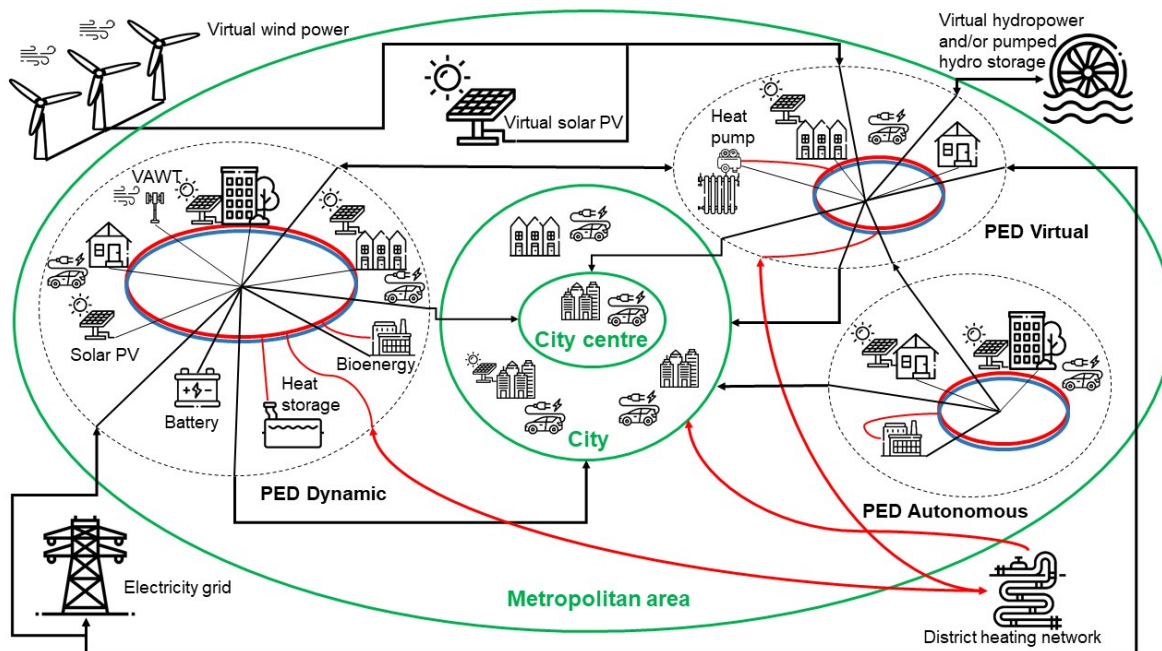 Virtual wind power
Virtual hydropower
and/or pumped
hydro storage
Virtual solar PV
Heat
pump
VAWT
PED Virtual
Solar PV
Bioenergy
City centre
Battery
Heat
storage
City
PED Dynamic
PED Autonomous
Electricity grid
Metropolitan area
District heating network